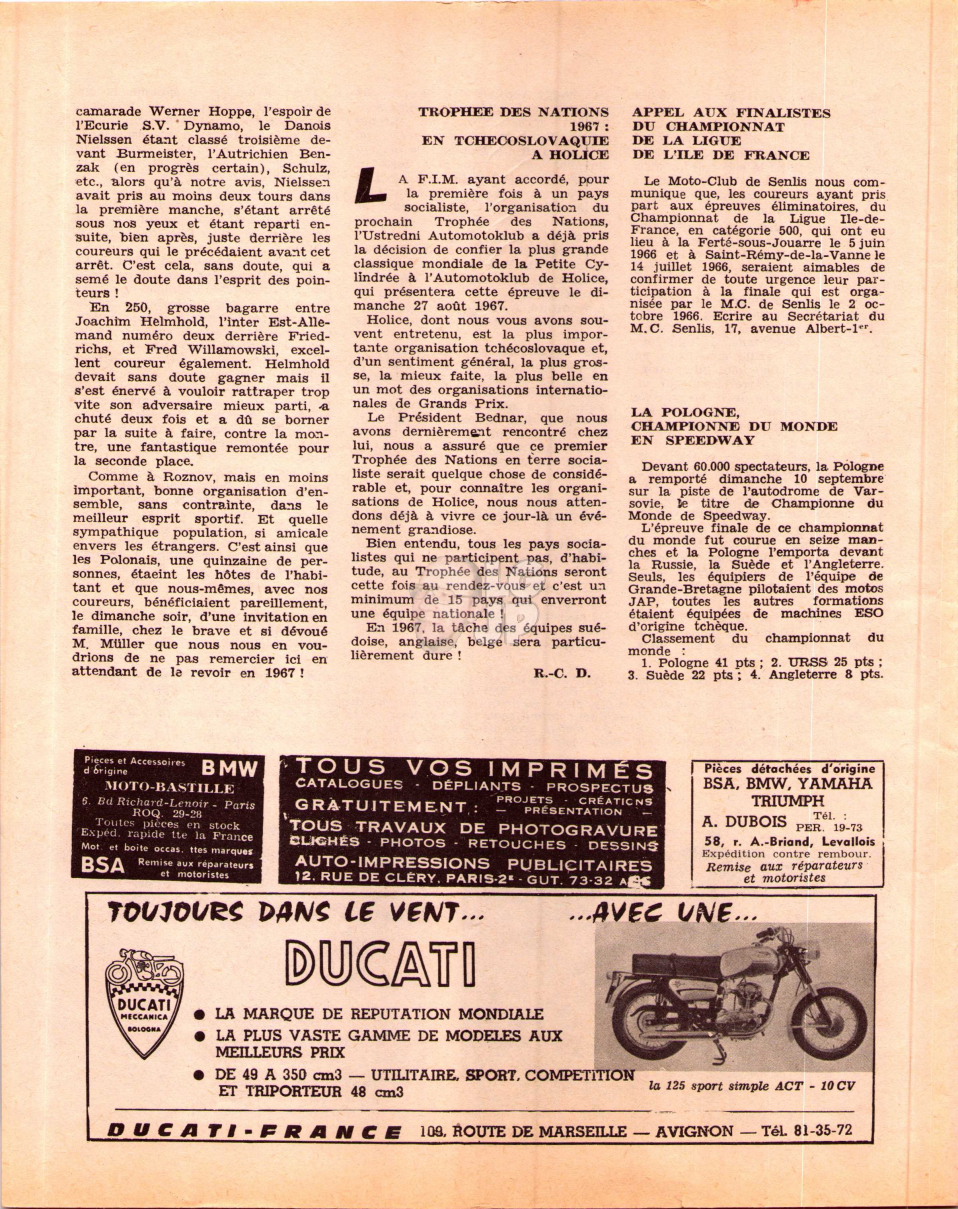 camarade Werner Hoppe, l'espoir de
l'Ecurie S.V. Dynamo, le Danois
Nielssen étant classé troisième de-
vant Burmeister, l'Autrichien Ben-
zak (en progrès certain), Schulz,
etc., alors qu'à notre avis, Nielssen
avait pris au moins deux tours dans
la première manche, s'étant arrêté
sous nos yeux et étant reparti en-
suite, bien après, juste derrière les
coureurs qui le précédaient avant cet
arrêt. C'est cela, sans doute, qui a
semé le doute dans l'esprit des poin-
teurs !
En 250, grosse bagarre entre
Joachim Helmhold, l'inter Est-Alle-
mand numéro deux derrière Fried-
richs, et Fred Willamowski, excel-
lent coureur également. Helmhold
devait sans doute gagner mais il
s'est énervé à vouloir rattraper trop
vite son adversaire mieux parti, a
chuté deux fois et a dû se borner
par la suite à faire, contre la mon-
tre, une fantastique remontée pour
la seconde place.
Comme à Roznov, mais en moins
important, bonne organisation d'en-
semble, sans contrainte, dans le
meilleur esprit sportif. Et quelle
sympathique population, si amicale
envers les étrangers. C'est ainsi que
les Polonais, une quinzaine de per-
sonnes, étaeint les hôtes de l'habi-
tant et que nous-mêmes, avec nos
coureurs, bénéficiaient pareillement,
le dimanche soir, d'une invitation en
famille, chez le brave et si dévoué
M. Müller que nous nous en vou-
drions de ne pas remercier ici en
attendant de le revoir en 1967 !
TROPHEE DES NATIONS
1967 :
EN TCHECOSLOVAQUIE
A HOLICE
LA F.I.M. ayant accordé, pour
la première fois à un pays
socialiste, l'organisation du
prochain Trophée des Nations,
l'Ustredni Automotoklub a déjà pris
la décision de confier la plus grande
classique mondiale de la Petite Cy-
lindrée à l'Automotoklub de Holice,
qui présentera cette épreuve le di-
manche 27 août 1967.
Holice, dont nous vous avons sou-
vent entretenu, est la plus impor-
tante organisation tchécoslovaque et,
d'un sentiment général, la plus gros-
se, la mieux faite, la plus belle en
un mot des organisations internatio-
nales de Grands Prix.
Le Président Bednar, que nous
avons dernièrement rencontré chez
lui, nous a assuré que ce premier
Trophée des Nations en terre socia-
liste serait quelque chose de considé-
rable et, pour connaître les organi-
sations de Holice, nous nous atten-
dons déjà à vivre ce jour-là un évé-
nement grandiose.
Bien entendu, tous les pays socia-
listes qui ne participent pas, d'habi-
tude, au Trophée des Nations seront
cette fois au rendez-vous et c'est un
minimum de 15 pays qui enverront
une équipe nationale !
En 1967, la tâche des équipes sué-
doise, anglaise, belge sera particu-
lièrement dure !
R.-C. D.
APPEL AUX FINALISTES
DU CHAMPIONNAT
DE LA LIGUE
DE L'ILE DE FRANCE
Le Moto-Club de Senlis nous com-
munique que, les coureurs ayant pris
part aux épreuves éliminatoires, du
Championnat de la Ligue Ile-de-
France, en catégorie 500, qui ont eu
lieu à la Ferté-sous-Jouarre le 5 juin
1966 et à Saint-Rémy-de-la-Vanne le
14 juillet 1966, seraient aimables de
confirmer de toute urgence leur par-
ticipation à la finale qui est orga-
nisée par le M.C. de Senlis le 2 oc-
tobre 1966. Ecrire au Secrétariat du
M.C. Senlis, 17, avenue Albert-1er.
LA POLOGNE,
CHAMPIONNE DU MONDE
EN SPEEDWAY
Devant 60.000 spectateurs, la Pologne
a remporté dimanche 10 septembre
sur la piste de l'autodrome de Var-
sovie, le titre de Championne du
Monde de Speedway.
L'épreuve finale de ce championnat
du monde fut courue en seize man-
ches et la Pologne l'emporta devant
la Russie, la Suède et l'Angleterre.
Seuls, les équipiers de l'équipe de
Grande-Bretagne pilotaient des motos
JAP, toutes les autres formations
étaient équipées de machines ESO
d'origine tchèque.
Classement du championnat du
monde :
1. Pologne 41 pts ; 2. URSS 25 pts ;
3. Suède 22 pts ; 4. Angleterre 8 pts.
Pièces et Accessoires
d'origine BMW
MOTO-BASTILLE
6, Bd Richard-Lenoir - Paris
ROQ. 29-28
Toutes pièces en stock
Expéd. rapide tte la France
Mot. et boite occas. ttes marques
BSA Remise aux réparateurs
et motoristes
TOUS VOS IMPRIMÉS
CATALOGUES - DÉPLIANTS - PROSPECTUS
GRATUITEMENT : PROJETS - CRÉATIONS
— PRÉSENTATION —
TOUS TRAVAUX DE PHOTOGRAVURE
CLICHÉS - PHOTOS - RETOUCHES - DESSINS
AUTO-IMPRESSIONS PUBLICITAIRES
12, RUE DE CLÉRY, PARIS-2e - GUT. 73-32
Pièces détachées d'origine
BSA, BMW, YAMAHA
TRIUMPH
A. DUBOIS Tél. :
PER. 19-73
58, r. A.-Briand, Levallois
Expédition contre rembour.
Remise aux réparateurs
et motoristes
TOUJOURS DANS LE VENT... ...AVEC UNE...
DUCATI
DUCATI
MECCANICA
BOLOGNA
● LA MARQUE DE REPUTATION MONDIALE
● LA PLUS VASTE GAMME DE MODELES AUX
MEILLEURS PRIX
● DE 49 A 350 cm3 — UTILITAIRE, SPORT, COMPETITION
ET TRIPORTEUR 48 cm3
la 125 sport simple ACT - 10 CV
DUCATI-FRANCE 109, ROUTE DE MARSEILLE — AVIGNON — Tél. 81-35-72